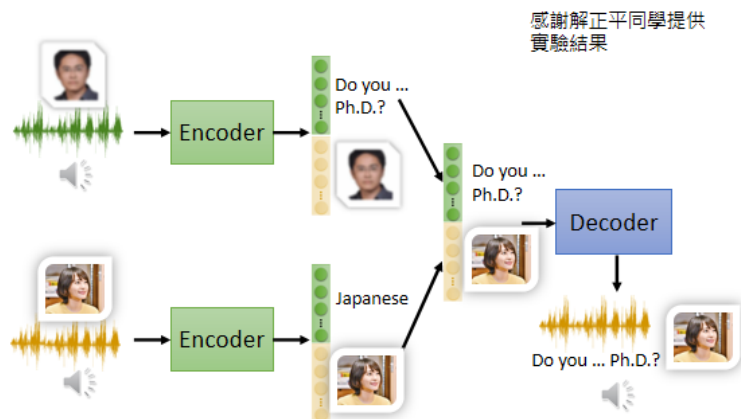 感謝解正平同學提供
實驗結果
Do you ...
Ph.D.?
Encoder
Do you ...
Ph.D.?
Decoder
Japanese
Encoder
Do you ... Ph.D.?